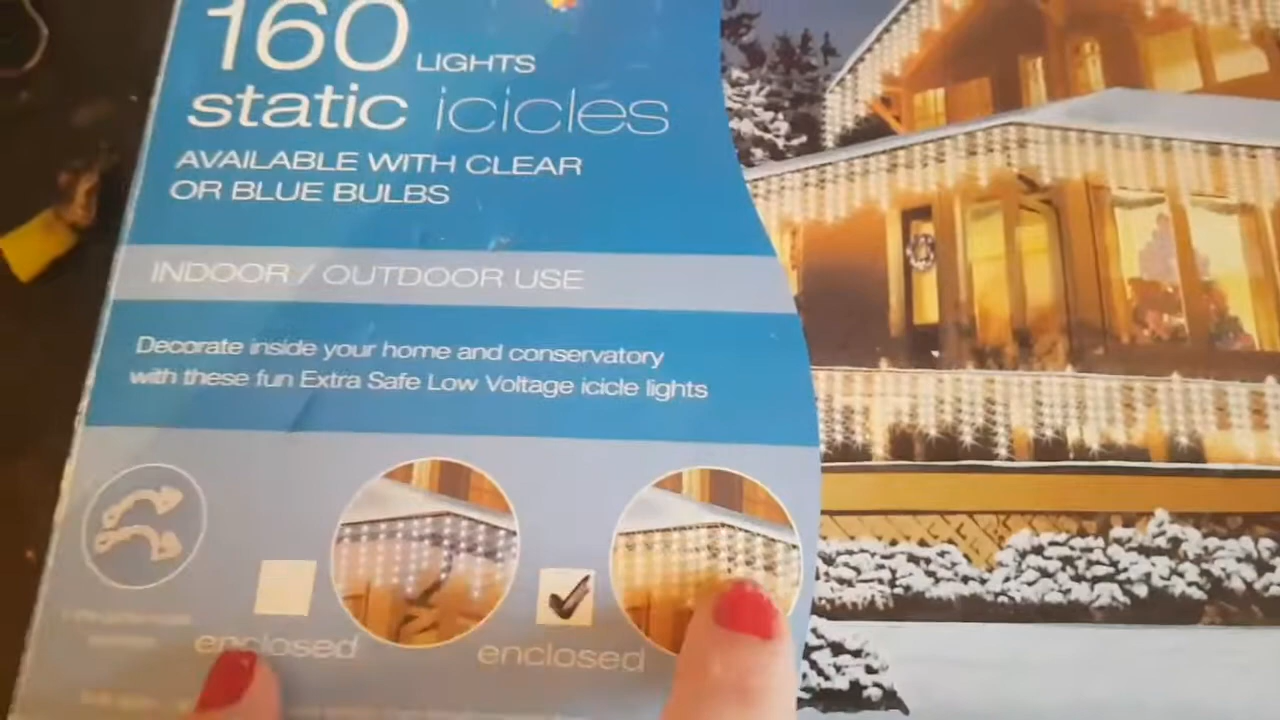 160 LIGHTS
static icicles
AVAILABLE WITH CLEAR
OR BLUE BULBS
INDOOR / OUTDOOR USE
Decorate inside your home and conservatory
with these fun Extra Safe Low Voltage icicle lights
enclosed
enclosed